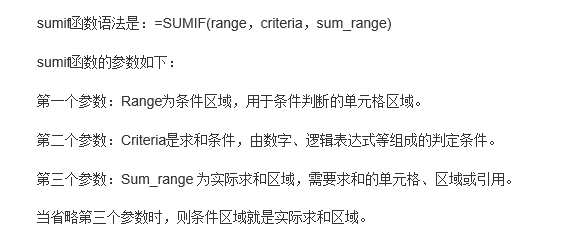 sumif函数语法是：=SUMIF(range，criteria，sum_range)
sumif函数的参数如下：
第一个参数：Range为条件区域，用于条件判断的单元格区域。
第二个参数：Criteria是求和条件，由数字、逻辑表达式等组成的判定条件。
第三个参数：Sum_range 为实际求和区域，需要求和的单元格、区域或引用。
当省略第三个参数时，则条件区域就是实际求和区域。